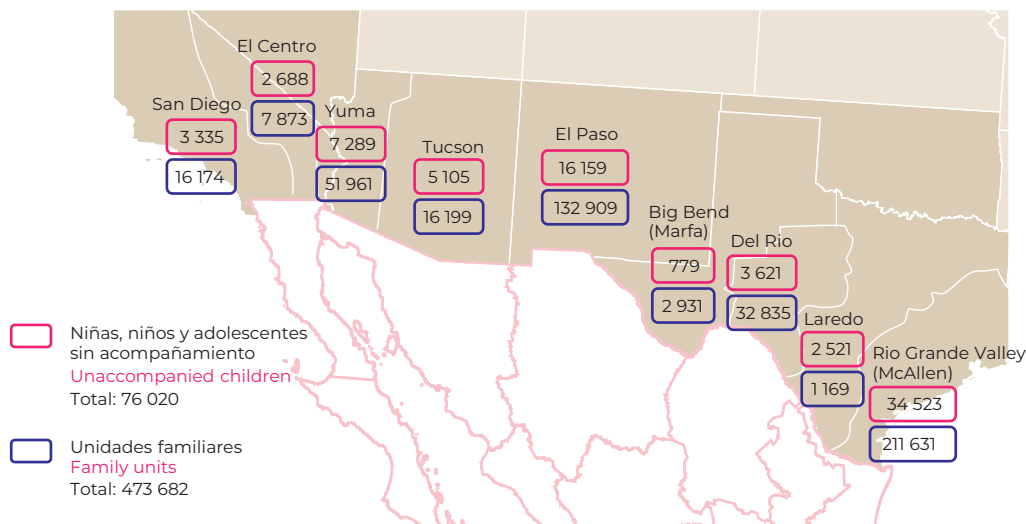 El Centro
2 688
7 873
San Diego
3 335
16 174
Yuma
7 289
51 961
Tucson
5 105
16 199
El Paso
16 159
132 909
Big Bend
(Marfa)
779
2 931
Del Rio
3 621
32 835
Laredo
2 521
1 169
Rio Grande Valley
(McAllen)
34 523
211 631
Niñas, niños y adolescentes
sin acompañamiento
Unaccompanied children
Total: 76 020
Unidades familiares
Family units
Total: 473 682